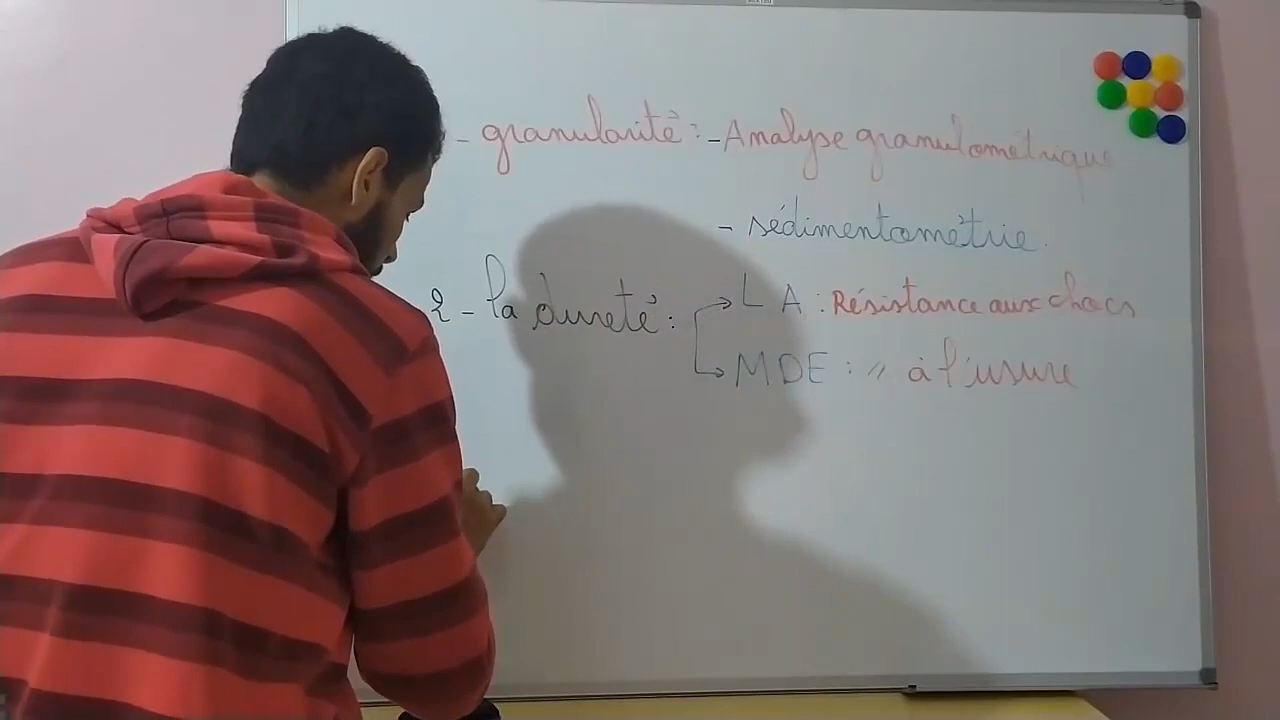 - granularité : - Analyse granulométrique
- sédimentométrie.
2 - la dureté : → L A : Résistance aux chocs
→ MDE : " à l'usure